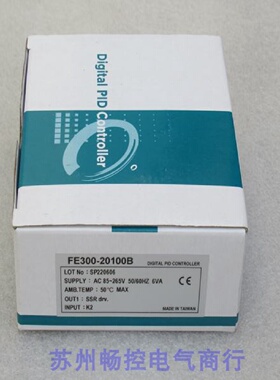 Digital PID Controller
FE300-20100B
DIGITAL PID CONTROLLER
LOT No : SP220606
SUPPLY : AC 85~265V 50/60HZ 6VA
AMB.TEMP : 50°C MAX
OUT1 : SSR drv.
INPUT : K2
MADE IN TAIWAN
苏州畅控电气商行